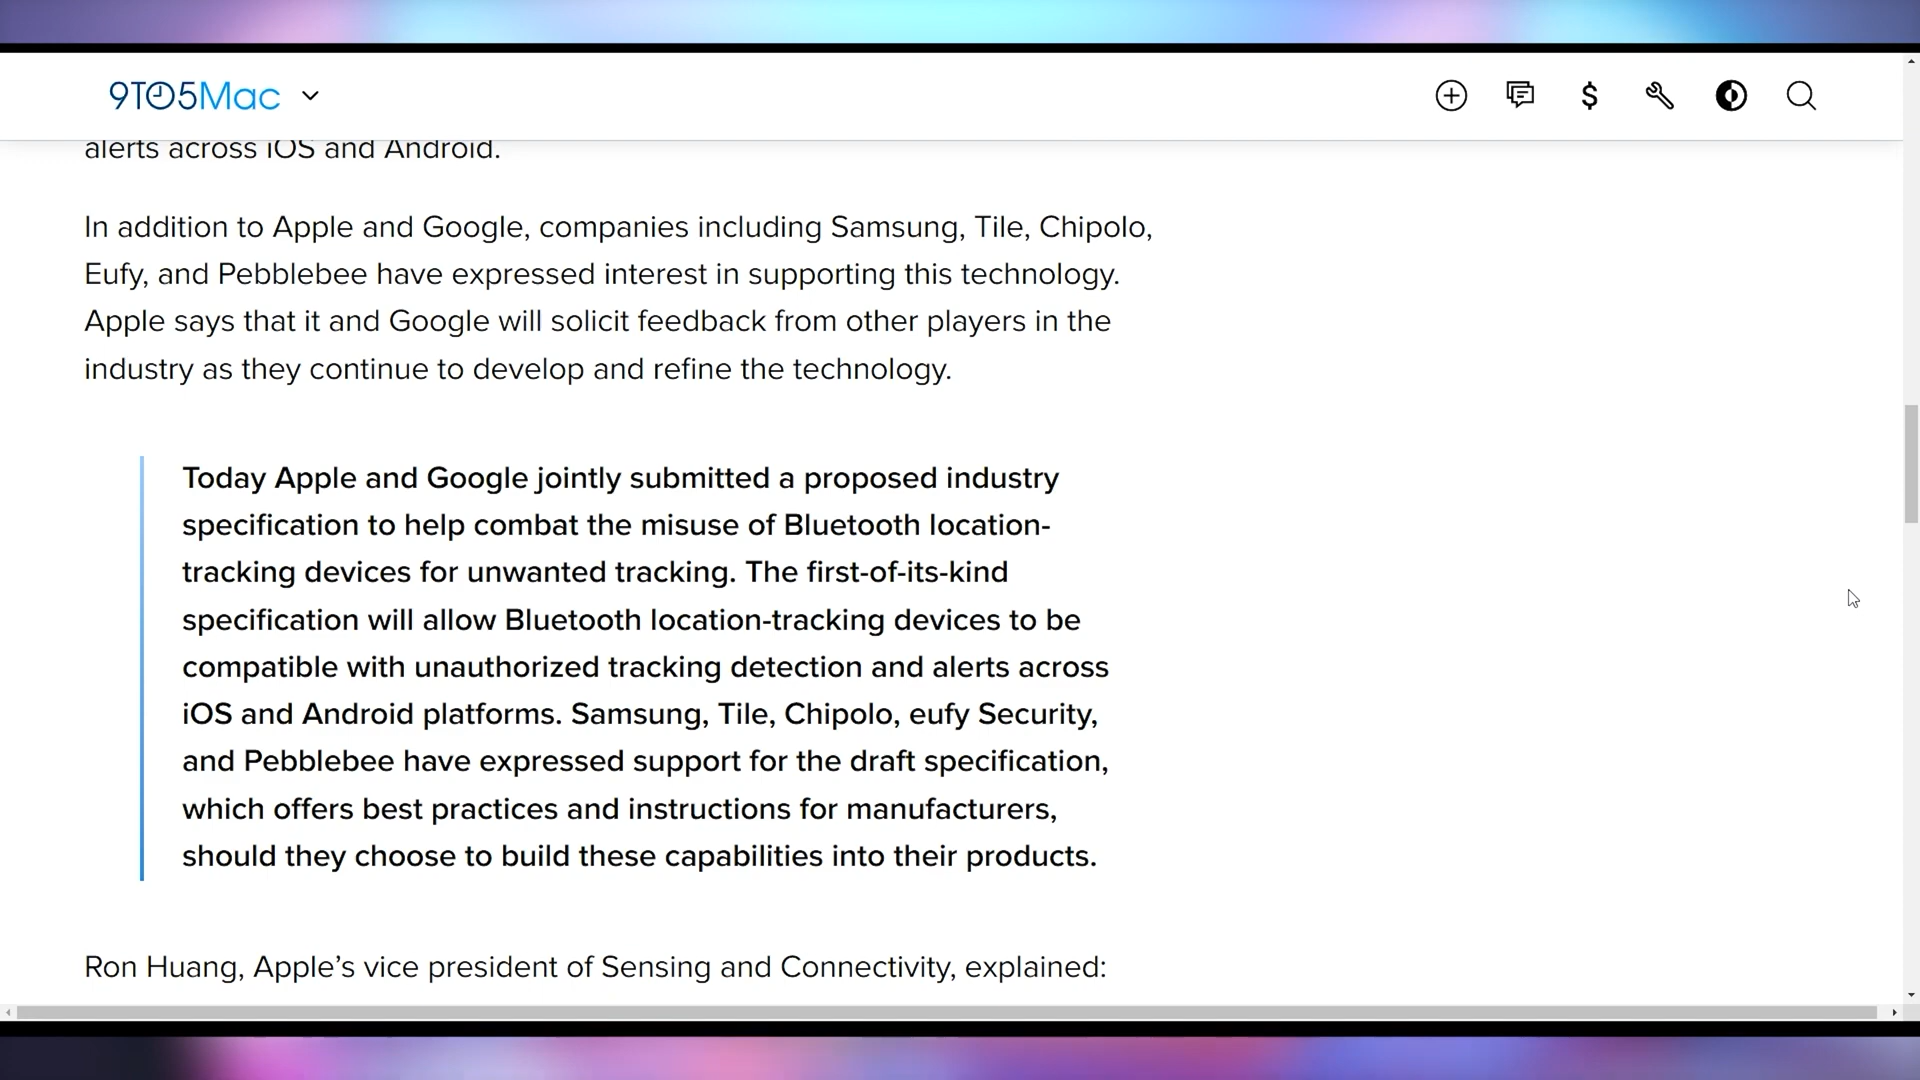 9TO5Mac
alerts across iOS and Android.
In addition to Apple and Google, companies including Samsung, Tile, Chipolo,
Eufy, and Pebblebee have expressed interest in supporting this technology.
Apple says that it and Google will solicit feedback from other players in the
industry as they continue to develop and refine the technology.
Today Apple and Google jointly submitted a proposed industry
specification to help combat the misuse of Bluetooth location-
tracking devices for unwanted tracking. The first-of-its-kind
specification will allow Bluetooth location-tracking devices to be
compatible with unauthorized tracking detection and alerts across
iOS and Android platforms. Samsung, Tile, Chipolo, eufy Security,
and Pebblebee have expressed support for the draft specification,
which offers best practices and instructions for manufacturers,
should they choose to build these capabilities into their products.
Ron Huang, Apple’s vice president of Sensing and Connectivity, explained: